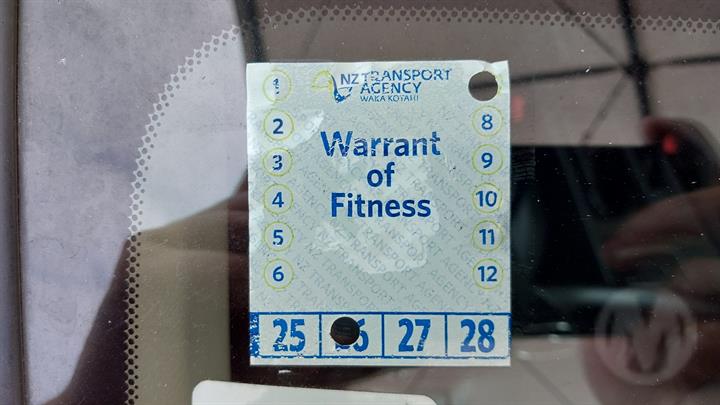 1 NZ TRANSPORT
AGENCY
WAKA KOTAHI
2 8
Warrant
3 9
of
4 10
Fitness
5 11
6 12
25 6 27 28